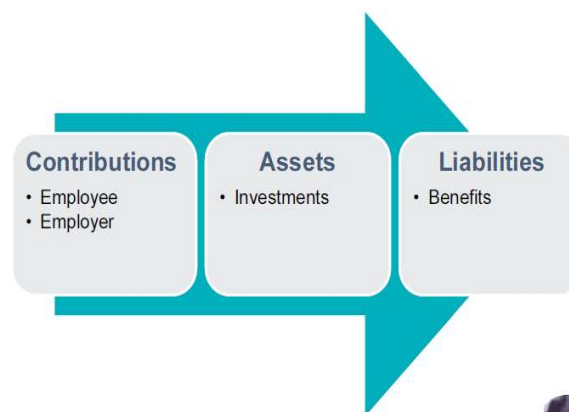 Contributions
• Employee
• Employer
Assets
• Investments
Liabilities
• Benefits